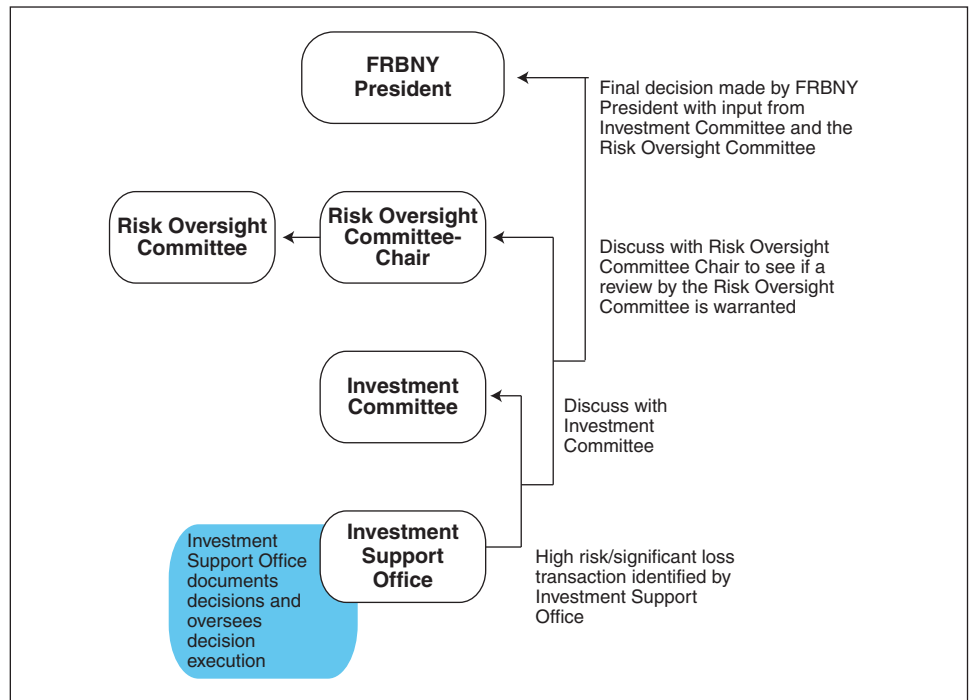 FRBNY
President
Final decision made by FRBNY
President with input from
Investment Committee and the
Risk Oversight Committee
Risk Oversight
Committee
Risk Oversight
Committee-
Chair
Discuss with Risk Oversight
Committee Chair to see if a
review by the Risk Oversight
Committee is warranted
Investment
Committee
Discuss with
Investment
Committee
Investment
Support Office
documents
decisions and
oversees
decision
execution
Investment
Support
Office
High risk/significant loss
transaction identified by
Investment Support
Office